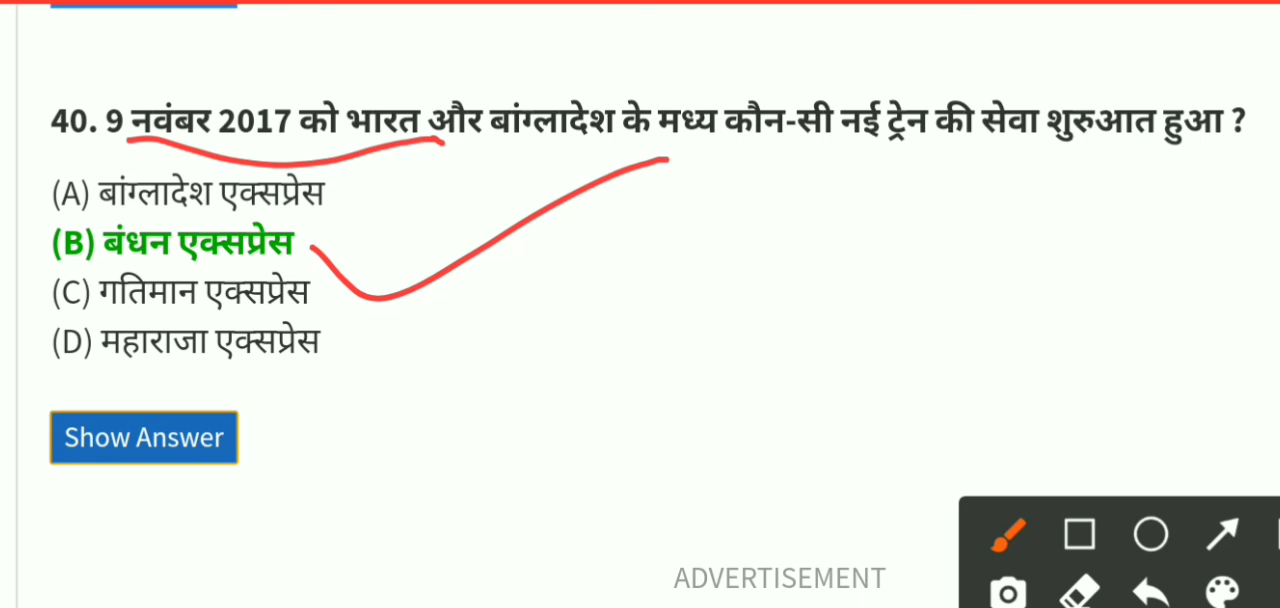 40. 9 नवंबर 2017 को भारत और बांग्लादेश के मध्य कौन-सी नई ट्रेन की सेवा शुरुआत हुआ ?
(A) बांग्लादेश एक्सप्रेस
(B) बंधन एक्सप्रेस
(C) गतिमान एक्सप्रेस
(D) महाराजा एक्सप्रेस
Show Answer
ADVERTISEMENT